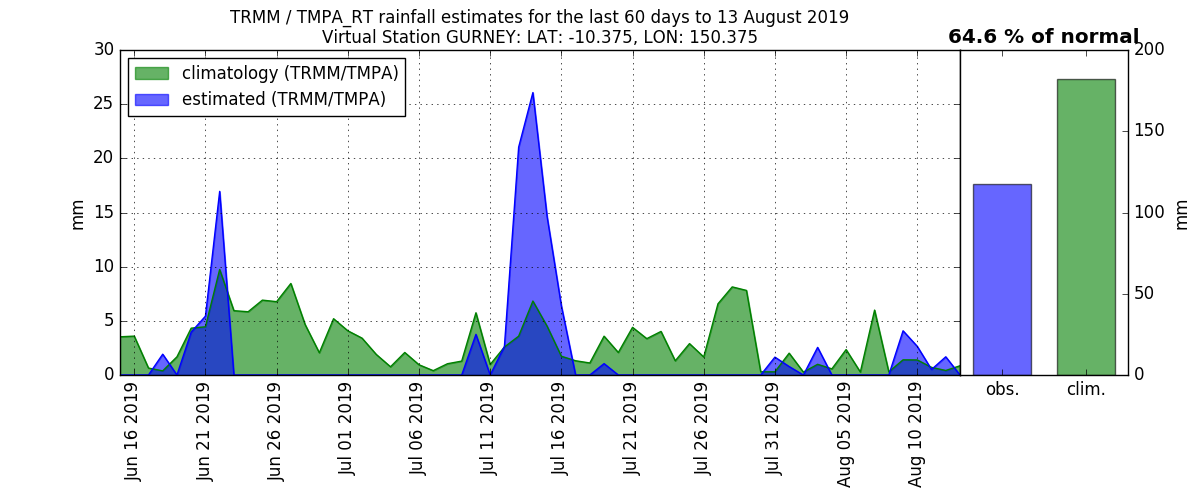 TRMM / TMPA_RT rainfall estimates for the last 60 days to 13 August 2019
Virtual Station GURNEY: LAT: -10.375, LON: 150.375
64.6 % of normal
climatology (TRMM/TMPA)
estimated (TRMM/TMPA)
30
25
20
15
10
5
0
mm
Jun 16 2019
Jun 21 2019
Jun 26 2019
Jul 01 2019
Jul 06 2019
Jul 11 2019
Jul 16 2019
Jul 21 2019
Jul 26 2019
Jul 31 2019
Aug 05 2019
Aug 10 2019
obs.
clim.
200
150
100
50
0
mm